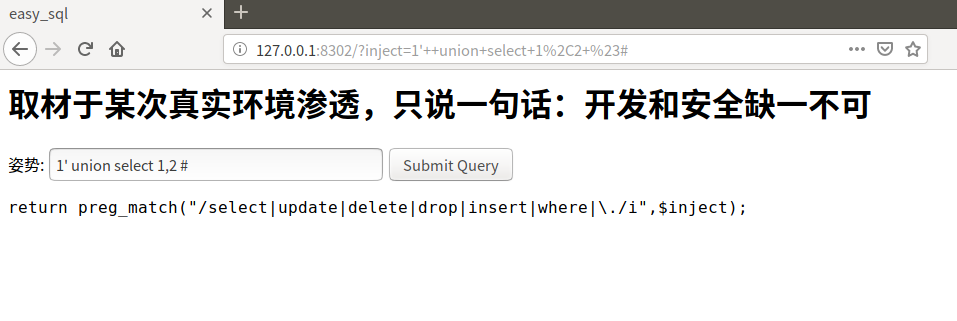 easy_sql
127.0.0.1:8302/?inject=1'++union+select+1%2C2+%23#
取材于某次真实环境渗透，只说一句话：开发和安全缺一不可
姿势: 1' union select 1,2 # Submit Query
return preg_match("/select|update|delete|drop|insert|where|\./i",$inject);